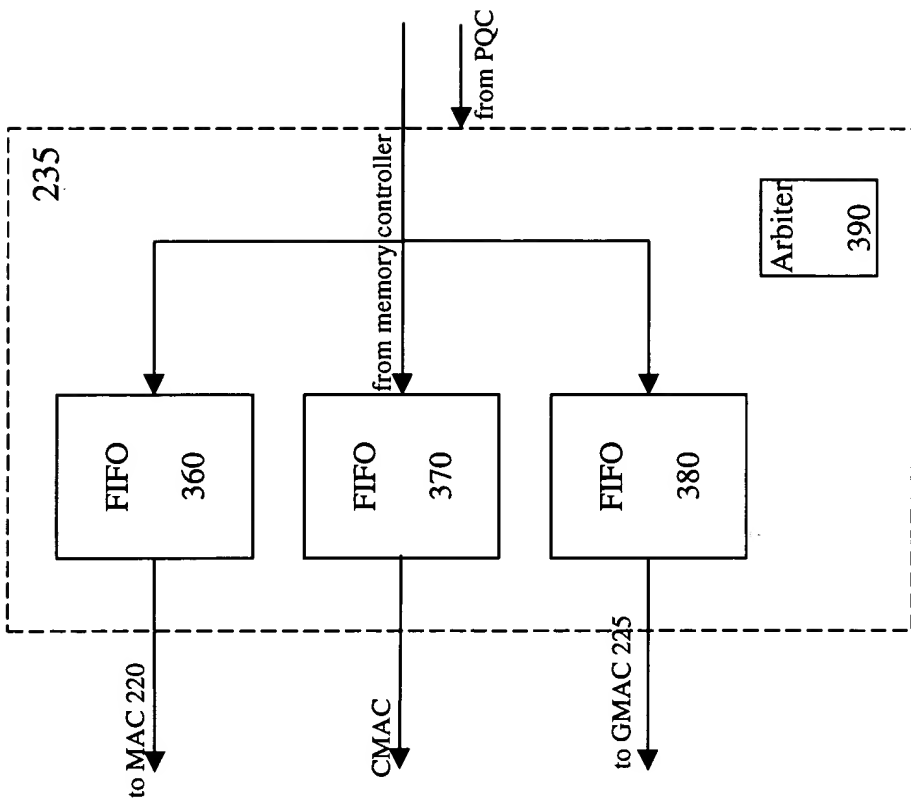 235
from PQC
from memory controller
FIFO
360
FIFO
370
FIFO
380
Arbiter
390
to MAC 220
CMAC
to GMAC 225